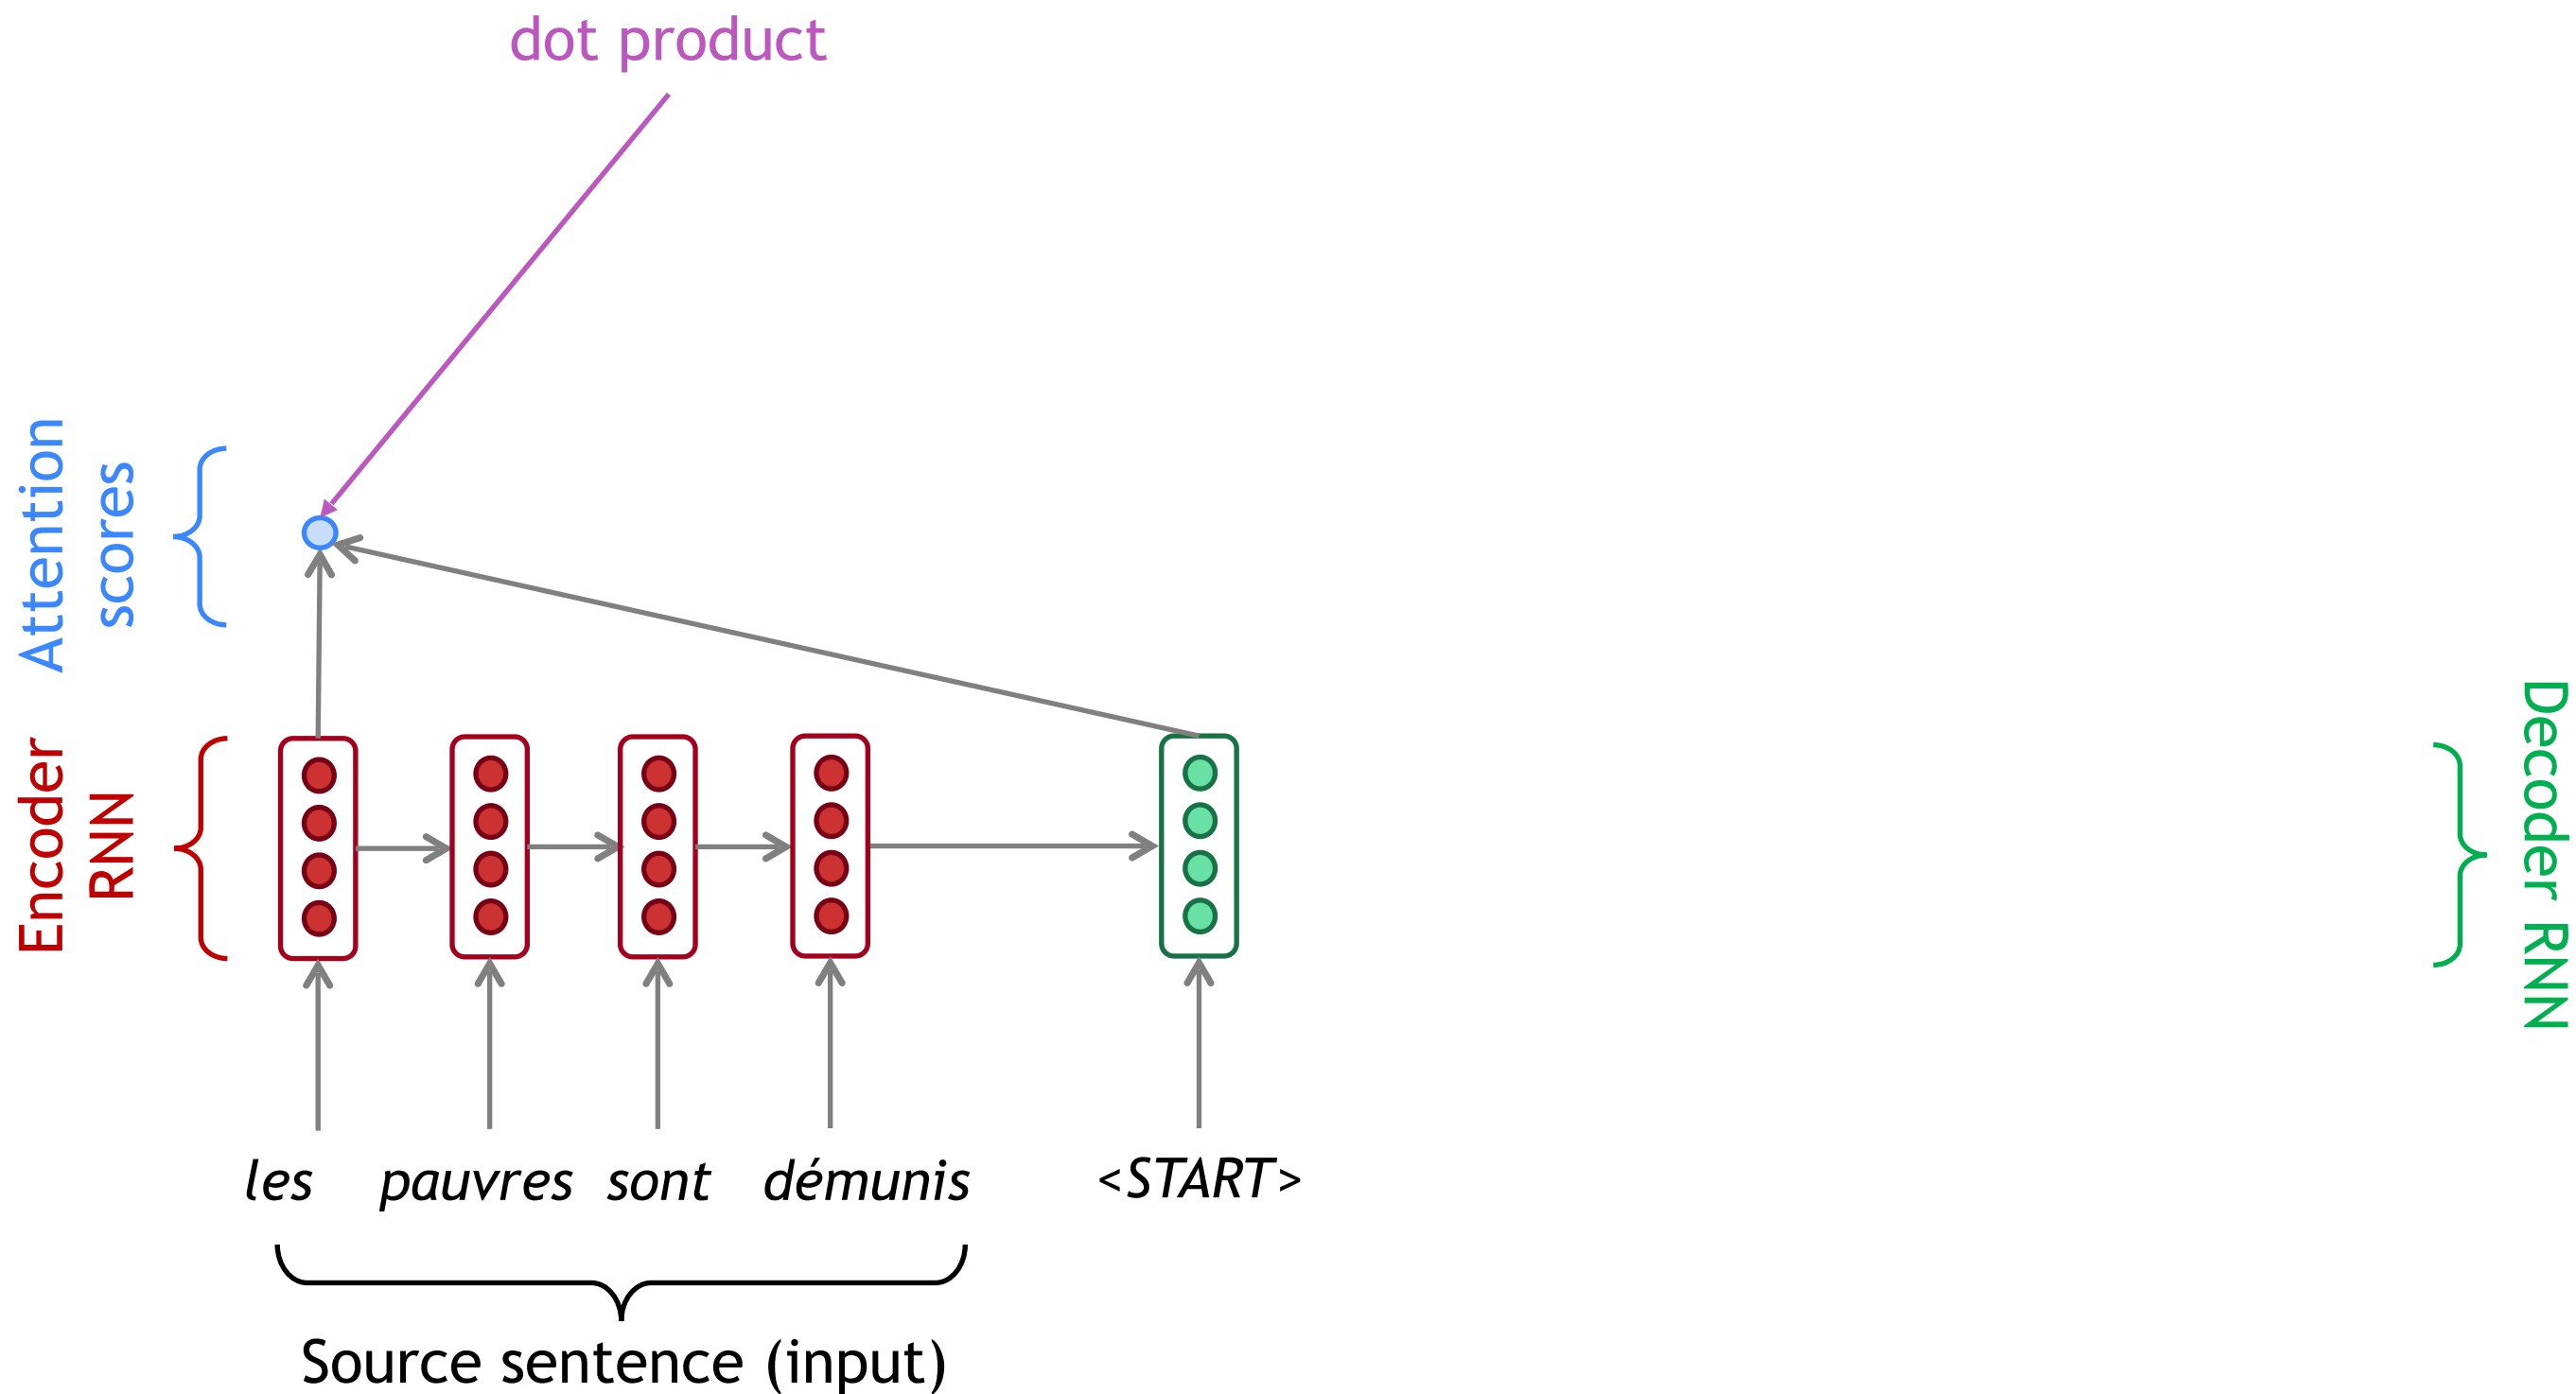 dot product
Attention
scores
Encoder
RNN
Decoder RNN
les pauvres sont démunis <START>
Source sentence (input)